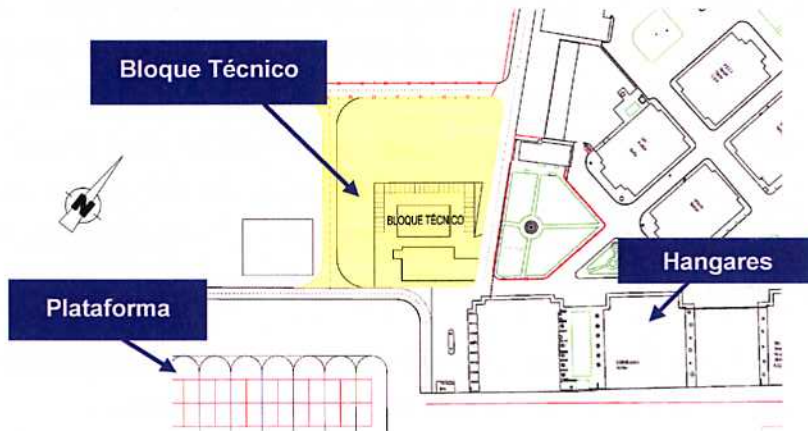 Bloque Técnico
N
BLOQUE TÉCNICO
Hangares
Plataforma